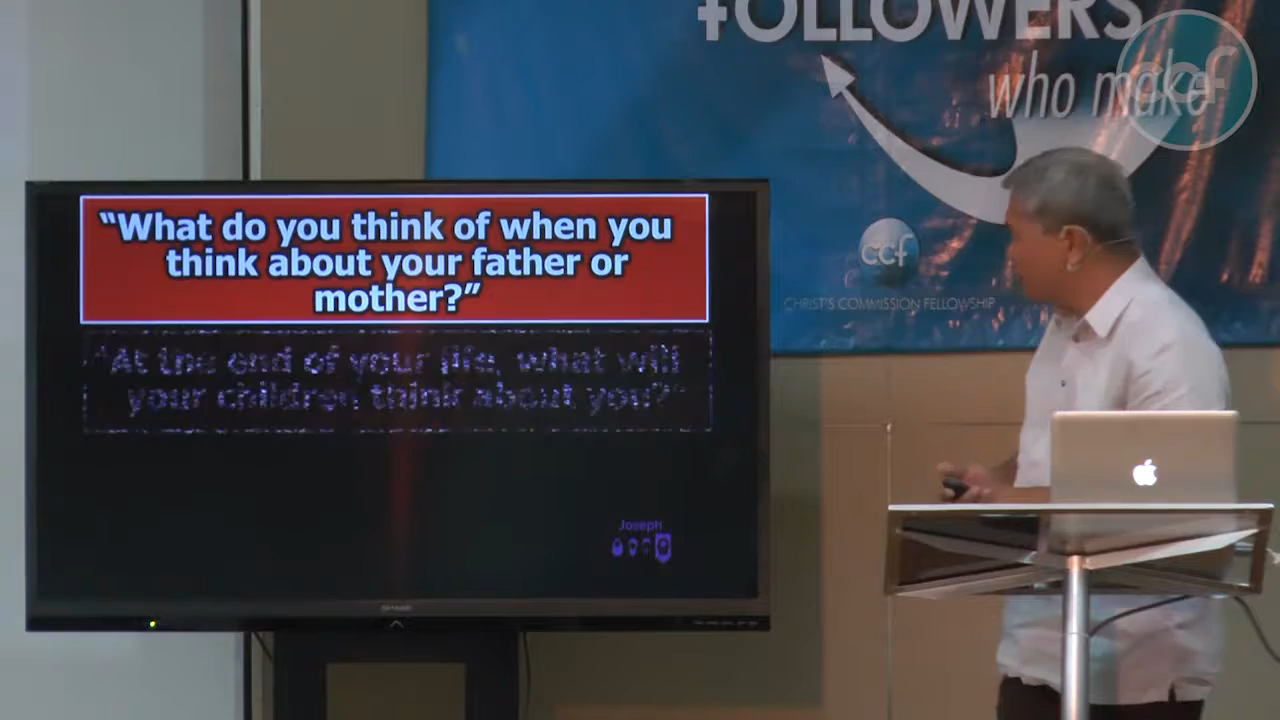 FOLLOWERS
who make
ccf
ccf
CHRIST'S COMMISSION FELLOWSHIP
“What do you think of when you
think about your father or
mother?”
“At the end of your life, what will
your children think about you?”
Joseph
SHARP